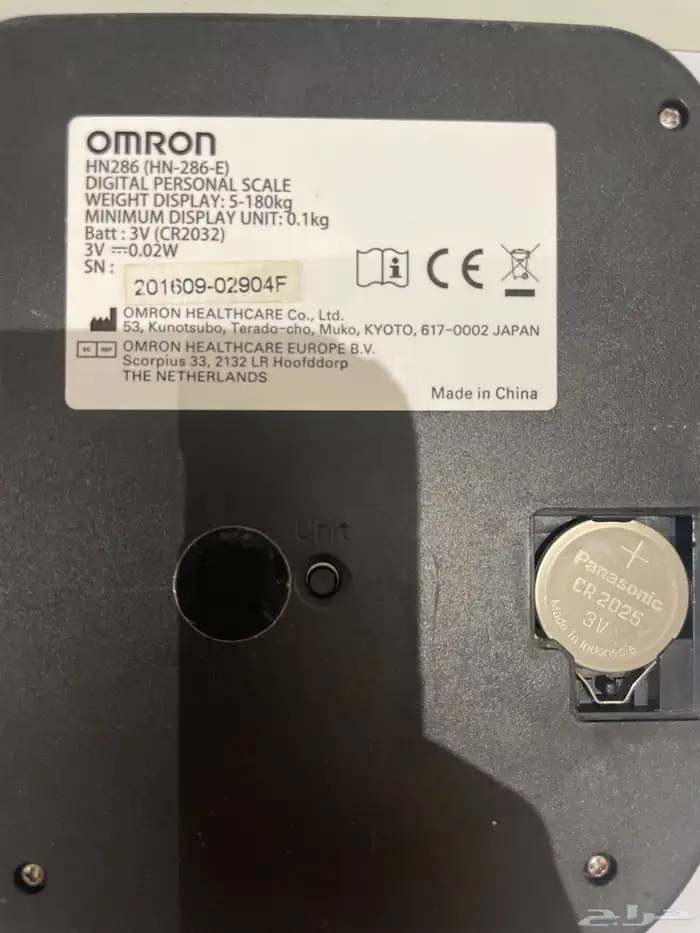 OMRON
HN286 (HN-286-E)
DIGITAL PERSONAL SCALE
WEIGHT DISPLAY: 5-180kg
MINIMUM DISPLAY UNIT: 0.1kg
Batt : 3V (CR2032)
3V ⎓0.02W
SN :
201609-02904F
OMRON HEALTHCARE Co., Ltd.
53, Kunotsubo, Terado-cho, Muko, KYOTO, 617-0002 JAPAN
EC REP
OMRON HEALTHCARE EUROPE B.V.
Scorpius 33, 2132 LR Hoofddorp
THE NETHERLANDS
CE
Made in China
Unit
+
Panasonic
CR2025
3V
Made in Indonesia
حراج